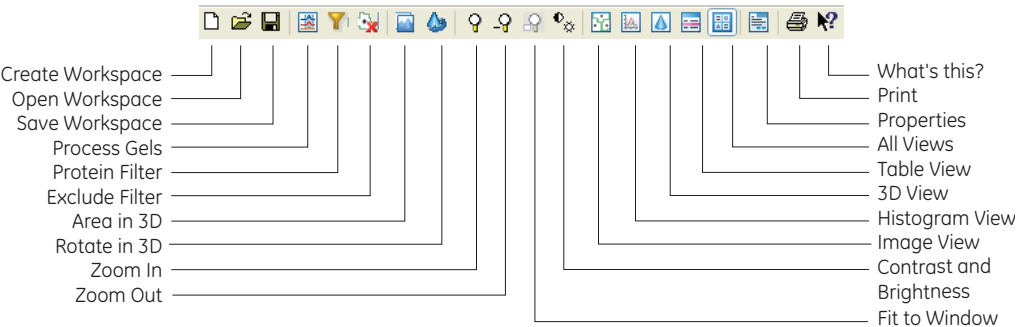 Create Workspace
Open Workspace
Save Workspace
Process Gels
Protein Filter
Exclude Filter
Area in 3D
Rotate in 3D
Zoom In
Zoom Out
What's this?
Print
Properties
All Views
Table View
3D View
Histogram View
Image View
Contrast and
Brightness
Fit to Window